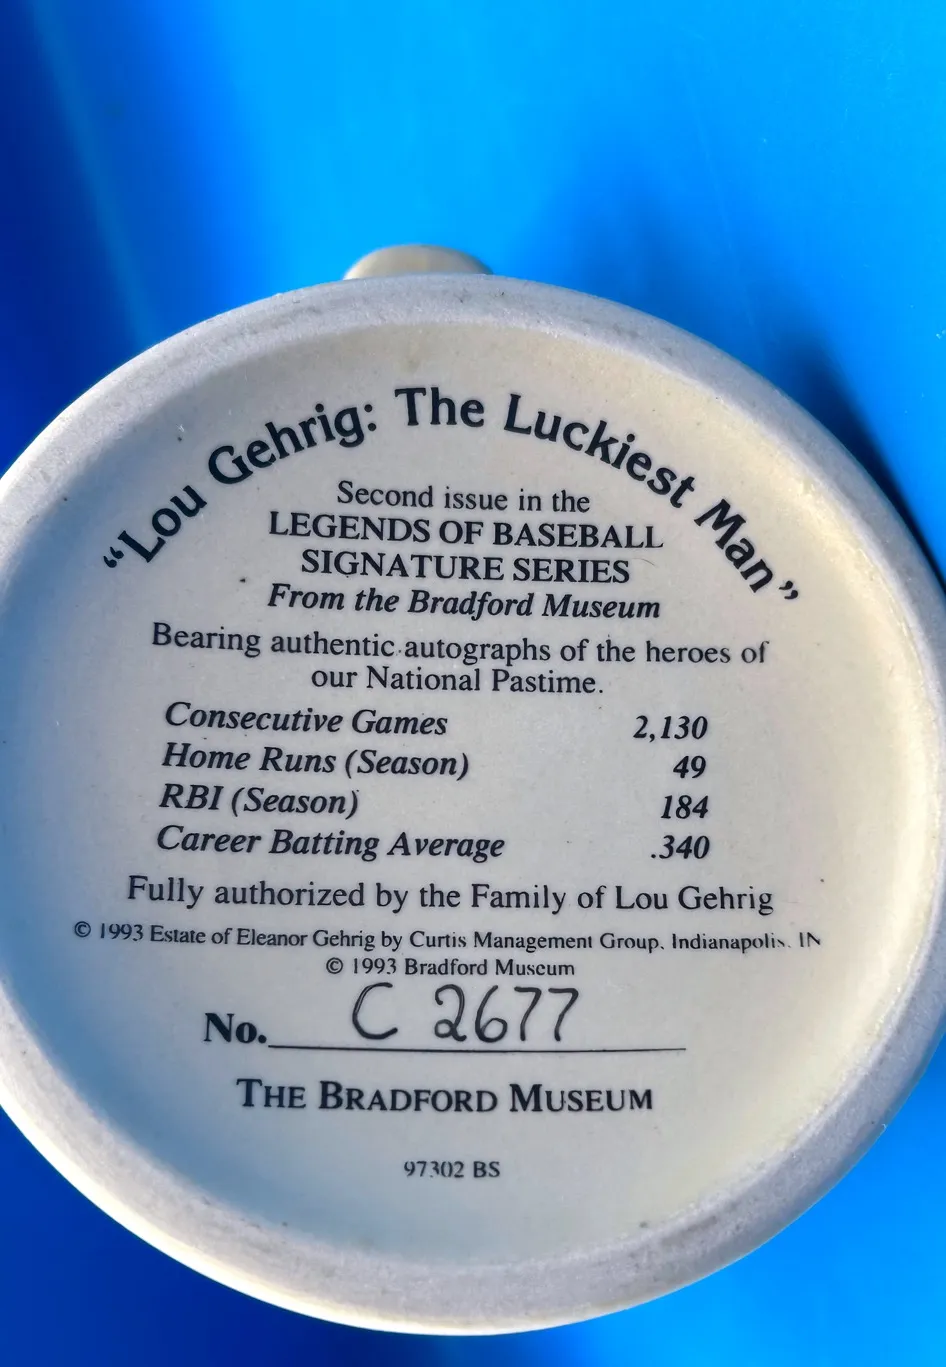 “Lou Gehrig: The Luckiest Man”
Second issue in the
LEGENDS OF BASEBALL
SIGNATURE SERIES
From the Bradford Museum
Bearing authentic autographs of the heroes of
our National Pastime.
Consecutive Games 2,130
Home Runs (Season) 49
RBI (Season) 184
Career Batting Average .340
Fully authorized by the Family of Lou Gehrig
© 1993 Estate of Eleanor Gehrig by Curtis Management Group, Indianapolis, IN
© 1993 Bradford Museum
No. C 2677
THE BRADFORD MUSEUM
97302 BS